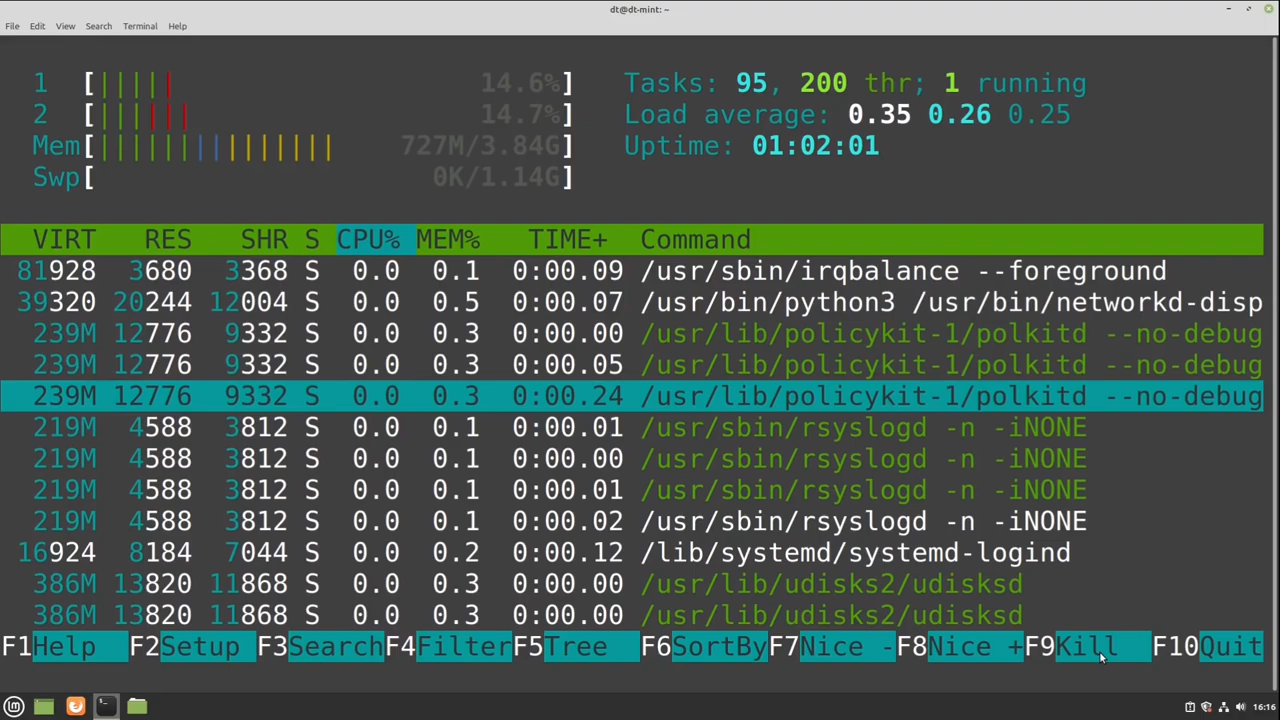 dt@dt-mint: ~
File Edit View Search Terminal Help
1 [||||| 14.6%] Tasks: 95, 200 thr; 1 running
2 [|||||| 14.7%] Load average: 0.35 0.26 0.25
Mem[||||||||||||||| 727M/3.84G] Uptime: 01:02:01
Swp[ 0K/1.14G]
VIRT RES SHR S CPU% MEM% TIME+ Command
81928 3680 3368 S 0.0 0.1 0:00.09 /usr/sbin/irqbalance --foreground
39320 20244 12004 S 0.0 0.5 0:00.07 /usr/bin/python3 /usr/bin/networkd-disp
239M 12776 9332 S 0.0 0.3 0:00.00 /usr/lib/policykit-1/polkitd --no-debug
239M 12776 9332 S 0.0 0.3 0:00.05 /usr/lib/policykit-1/polkitd --no-debug
239M 12776 9332 S 0.0 0.3 0:00.24 /usr/lib/policykit-1/polkitd --no-debug
219M 4588 3812 S 0.0 0.1 0:00.01 /usr/sbin/rsyslogd -n -iNONE
219M 4588 3812 S 0.0 0.1 0:00.00 /usr/sbin/rsyslogd -n -iNONE
219M 4588 3812 S 0.0 0.1 0:00.01 /usr/sbin/rsyslogd -n -iNONE
219M 4588 3812 S 0.0 0.1 0:00.02 /usr/sbin/rsyslogd -n -iNONE
16924 8184 7044 S 0.0 0.2 0:00.12 /lib/systemd/systemd-logind
386M 13820 11868 S 0.0 0.3 0:00.00 /usr/lib/udisks2/udisksd
386M 13820 11868 S 0.0 0.3 0:00.00 /usr/lib/udisks2/udisksd
F1Help F2Setup F3SearchF4FilterF5Tree F6SortByF7Nice -F8Nice +F9Kill F10Quit
16:16